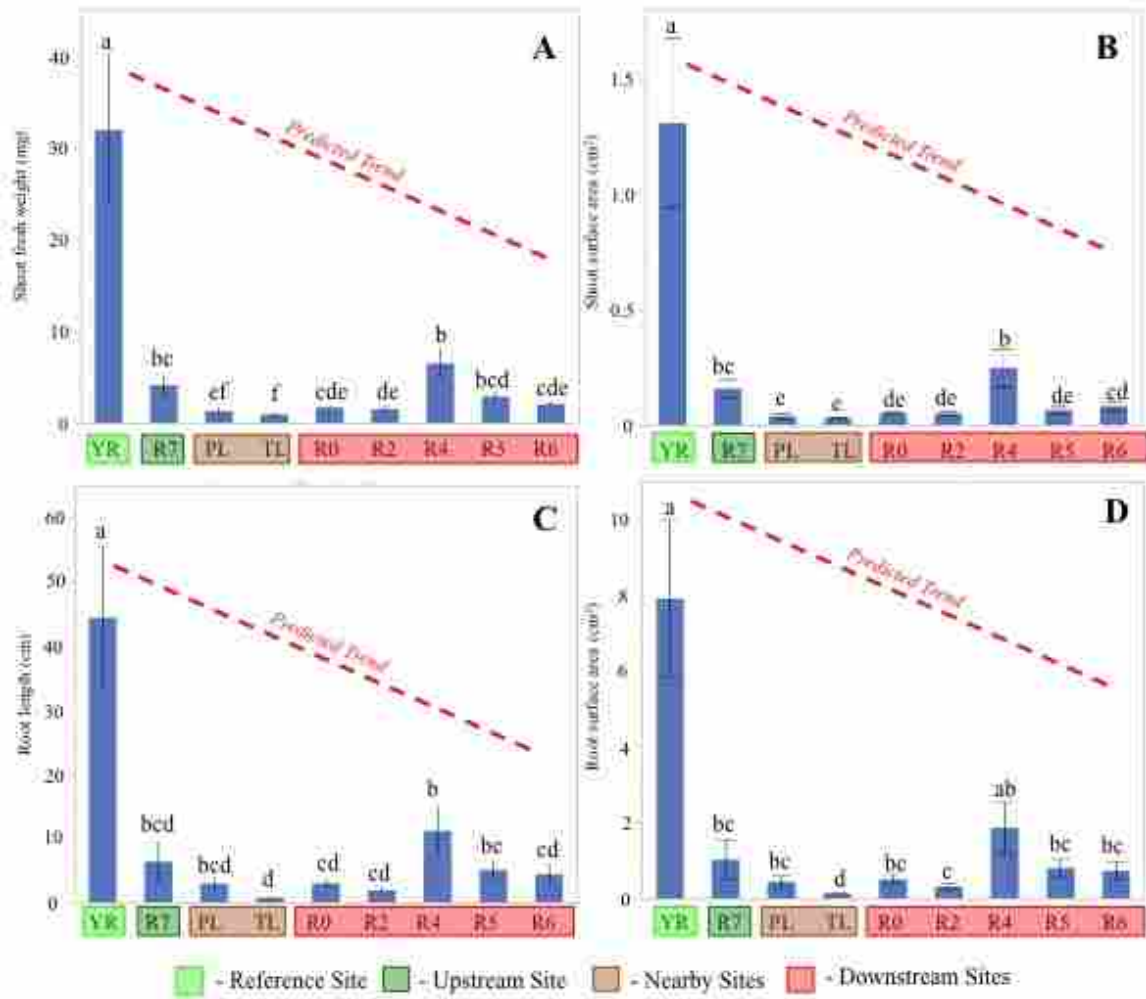 A
Shoot fresh weight (mg)
40
30
20
10
0
a
bc
ef
f
cde
de
b
bcd
cde
Predicted Trend
YR R7 PL TL R0 R2 R4 R5 R6
B
Shoot surface area (cm²)
1.5
1.0
0.5
0
a
bc
e
e
de
de
b
de
cd
Predicted Trend
YR R7 PL TL R0 R2 R4 R5 R6
C
Root length (cm)
60
50
40
30
20
10
0
a
bcd
bcd
d
cd
cd
b
bc
cd
Predicted Trend
YR R7 PL TL R0 R2 R4 R5 R6
D
Root surface area (cm²)
10
8
6
4
2
0
a
bc
bc
d
bc
c
ab
bc
bc
Predicted Trend
YR R7 PL TL R0 R2 R4 R5 R6
- Reference Site - Upstream Site - Nearby Sites - Downstream Sites